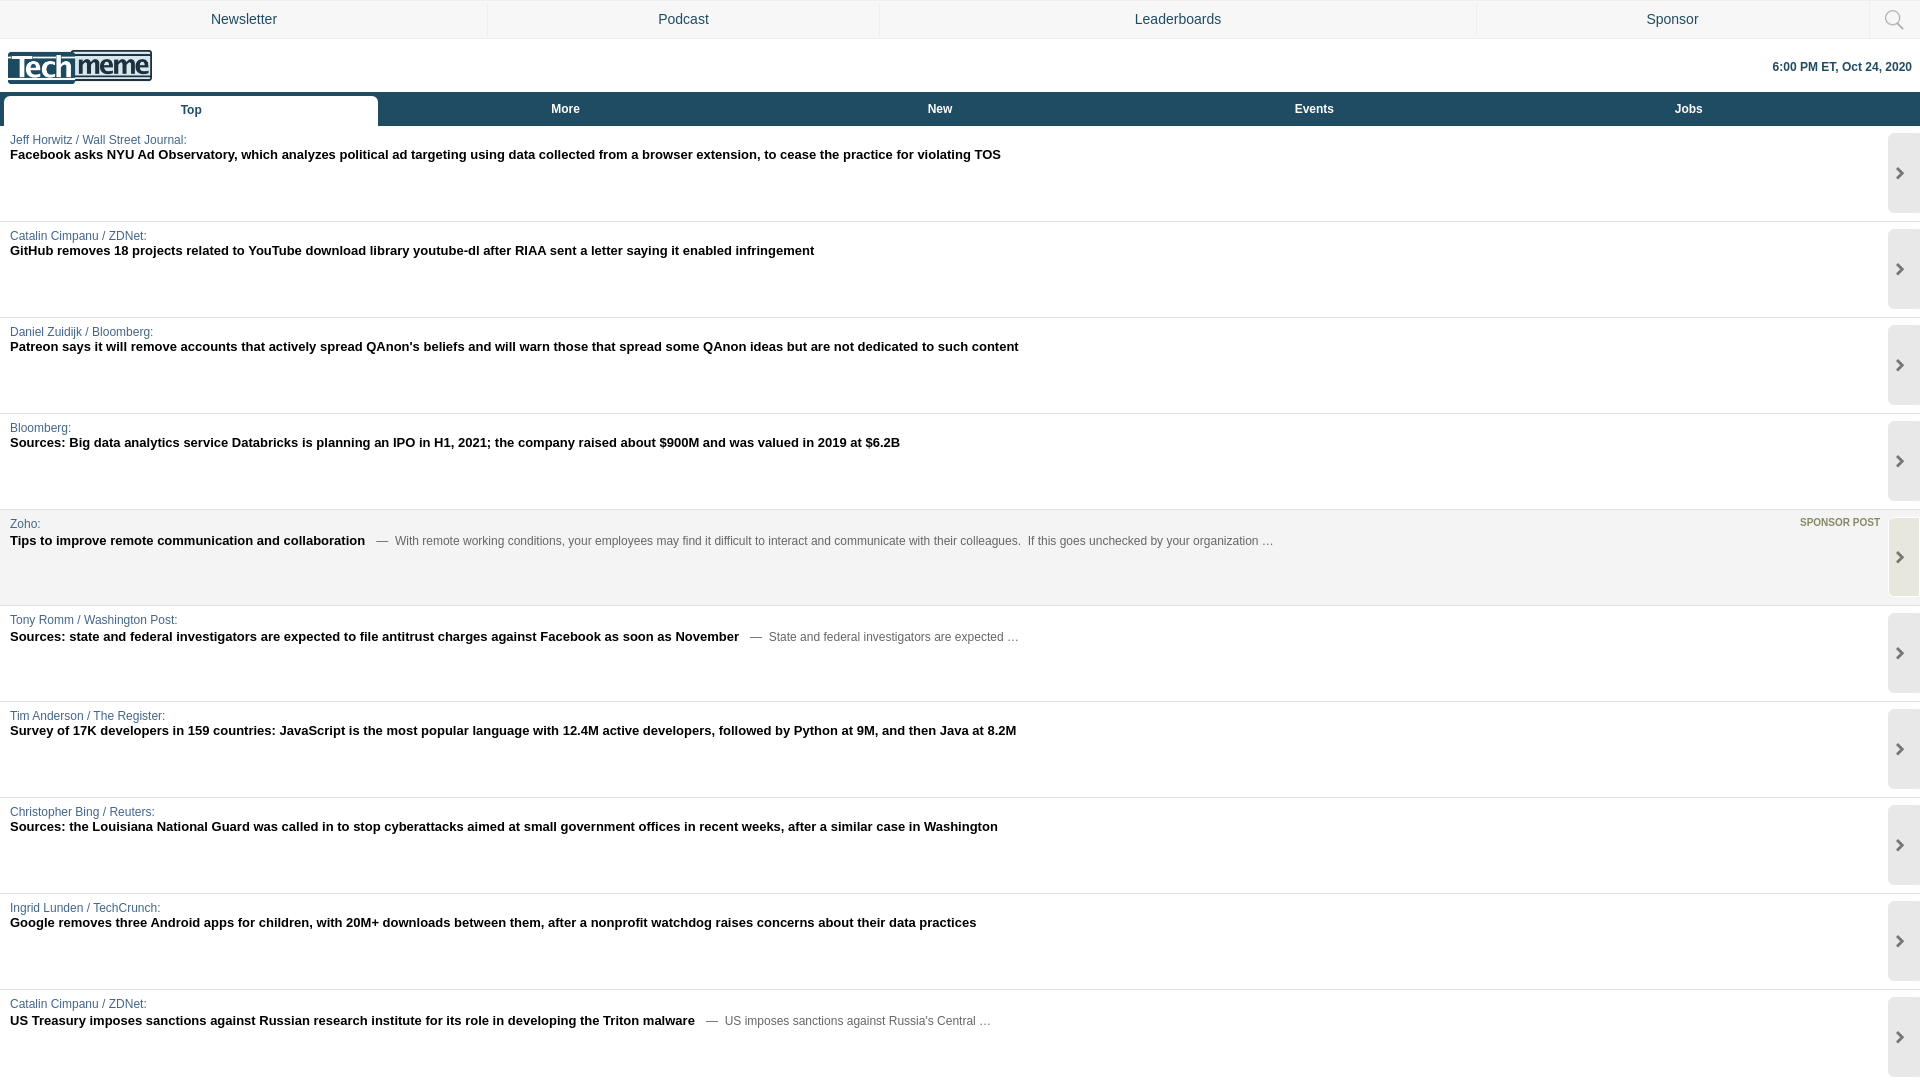 Newsletter
Podcast
Leaderboards
Sponsor
Techmeme
6:00 PM ET, Oct 24, 2020
Top
More
New
Events
Jobs
Jeff Horwitz / Wall Street Journal:
Facebook asks NYU Ad Observatory, which analyzes political ad targeting using data collected from a browser extension, to cease the practice for violating TOS
Catalin Cimpanu / ZDNet:
GitHub removes 18 projects related to YouTube download library youtube-dl after RIAA sent a letter saying it enabled infringement
Daniel Zuidijk / Bloomberg:
Patreon says it will remove accounts that actively spread QAnon's beliefs and will warn those that spread some QAnon ideas but are not dedicated to such content
Bloomberg:
Sources: Big data analytics service Databricks is planning an IPO in H1, 2021; the company raised about $900M and was valued in 2019 at $6.2B
Zoho:
SPONSOR POST
Tips to improve remote communication and collaboration — With remote working conditions, your employees may find it difficult to interact and communicate with their colleagues. If this goes unchecked by your organization …
Tony Romm / Washington Post:
Sources: state and federal investigators are expected to file antitrust charges against Facebook as soon as November — State and federal investigators are expected …
Tim Anderson / The Register:
Survey of 17K developers in 159 countries: JavaScript is the most popular language with 12.4M active developers, followed by Python at 9M, and then Java at 8.2M
Christopher Bing / Reuters:
Sources: the Louisiana National Guard was called in to stop cyberattacks aimed at small government offices in recent weeks, after a similar case in Washington
Ingrid Lunden / TechCrunch:
Google removes three Android apps for children, with 20M+ downloads between them, after a nonprofit watchdog raises concerns about their data practices
Catalin Cimpanu / ZDNet:
US Treasury imposes sanctions against Russian research institute for its role in developing the Triton malware — US imposes sanctions against Russia's Central …